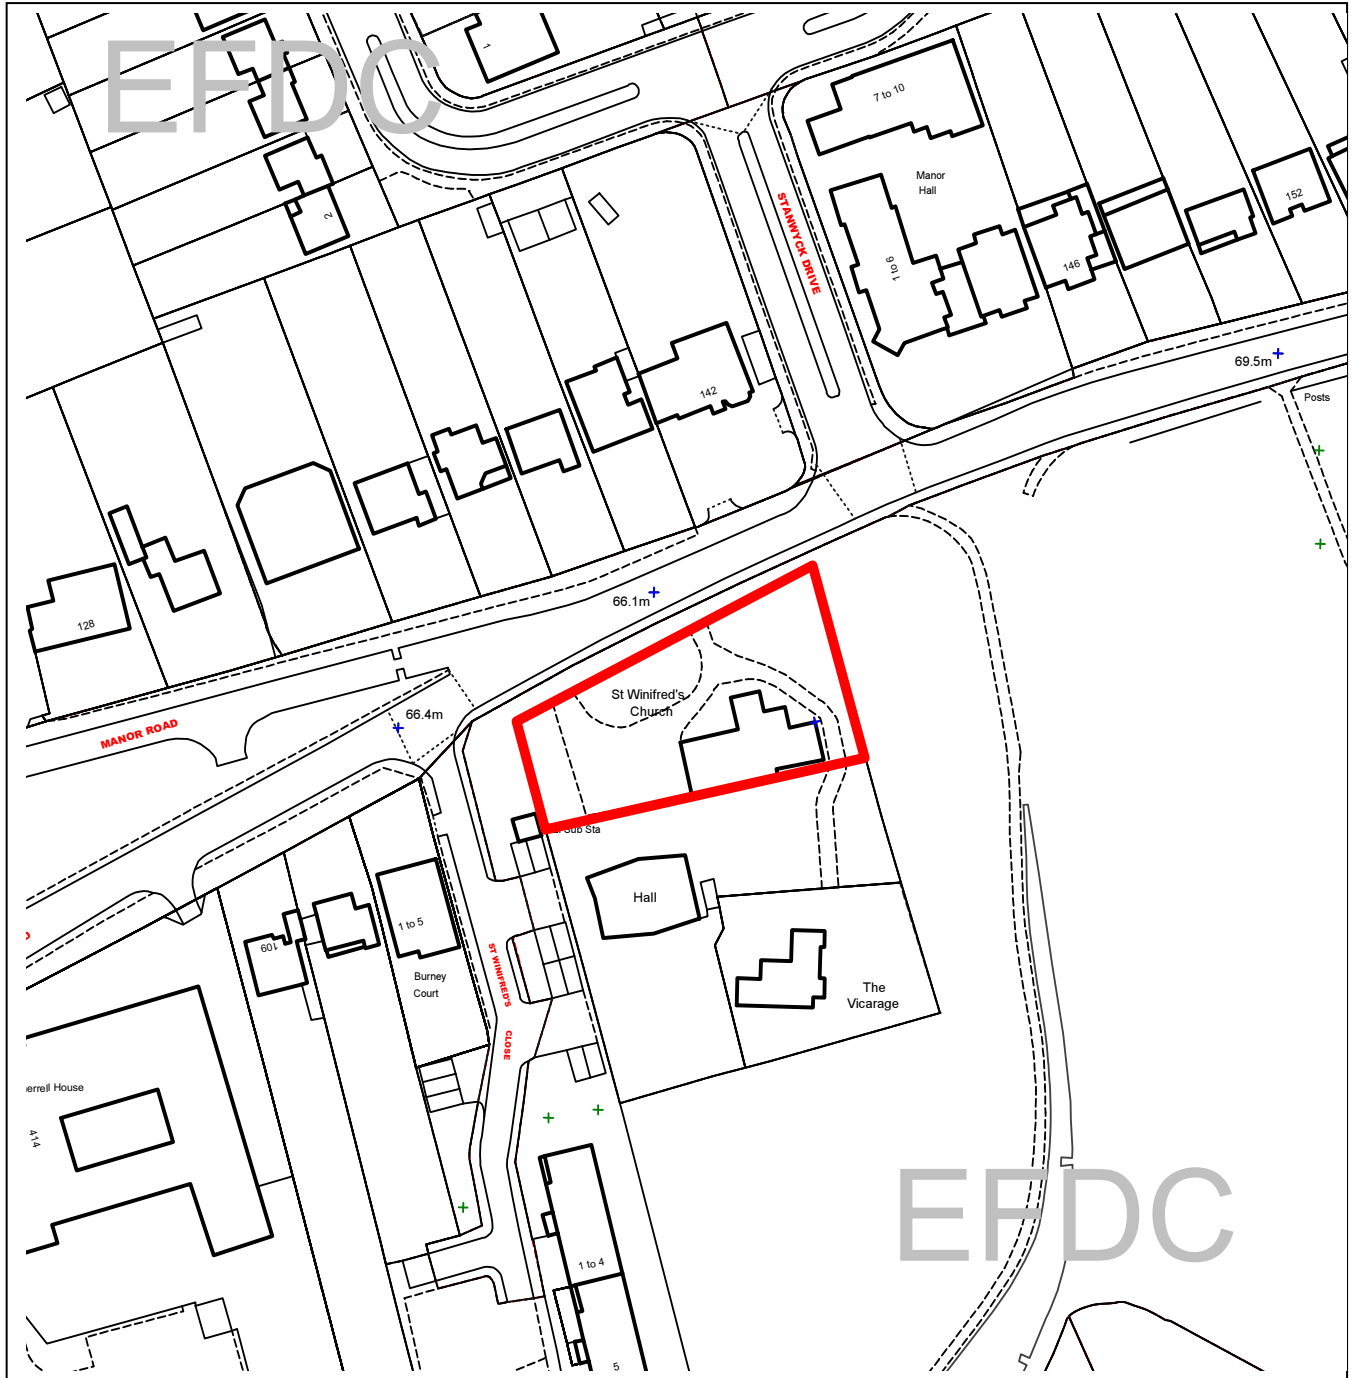 EFDC
1
7 to 10
Manor
Hall
2
STANWYCK DRIVE
1 to 6
152
146
69.5m
Posts
142
66.1m
128
St Winifred's
Church
66.4m
MANOR ROAD
Sub Sta
Hall
1 to 5
109
Burney
Court
ST WINIFRED'S
CLOSE
The
Vicarage
House
414
EFDC
1 to 4
5